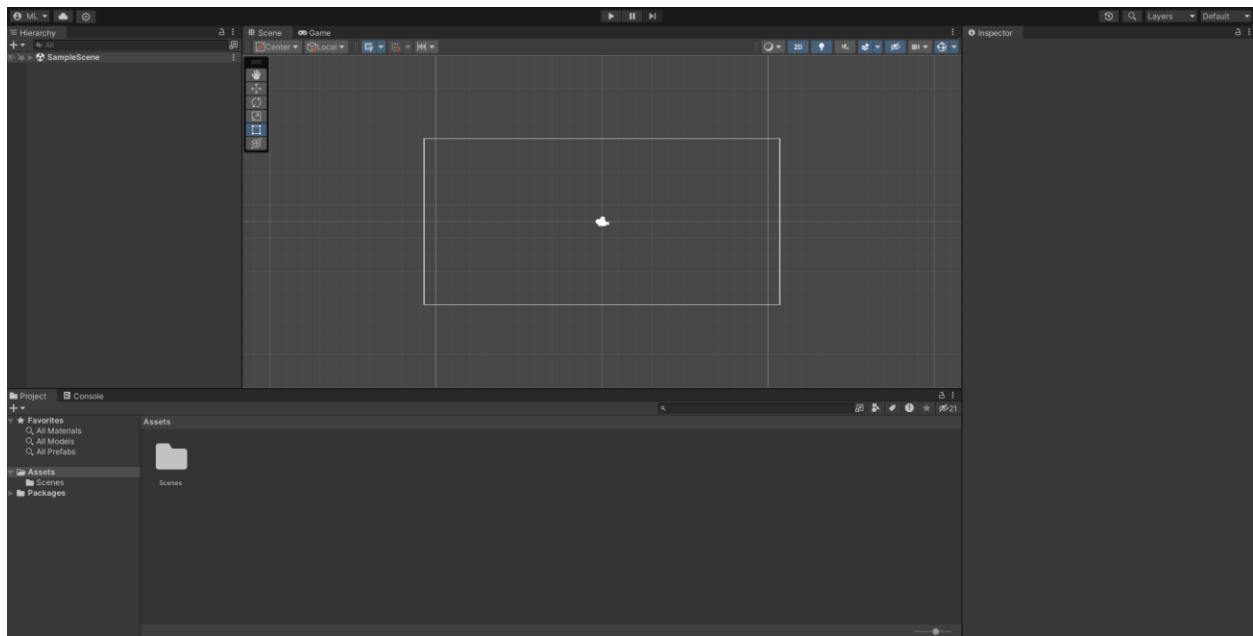 ML
Layers
Default
Hierarchy
All
SampleScene
Scene
Game
Center
Local
2D
Inspector
Project
Console
21
Favorites
All Materials
All Models
All Prefabs
Assets
Scenes
Packages
Assets
Scenes